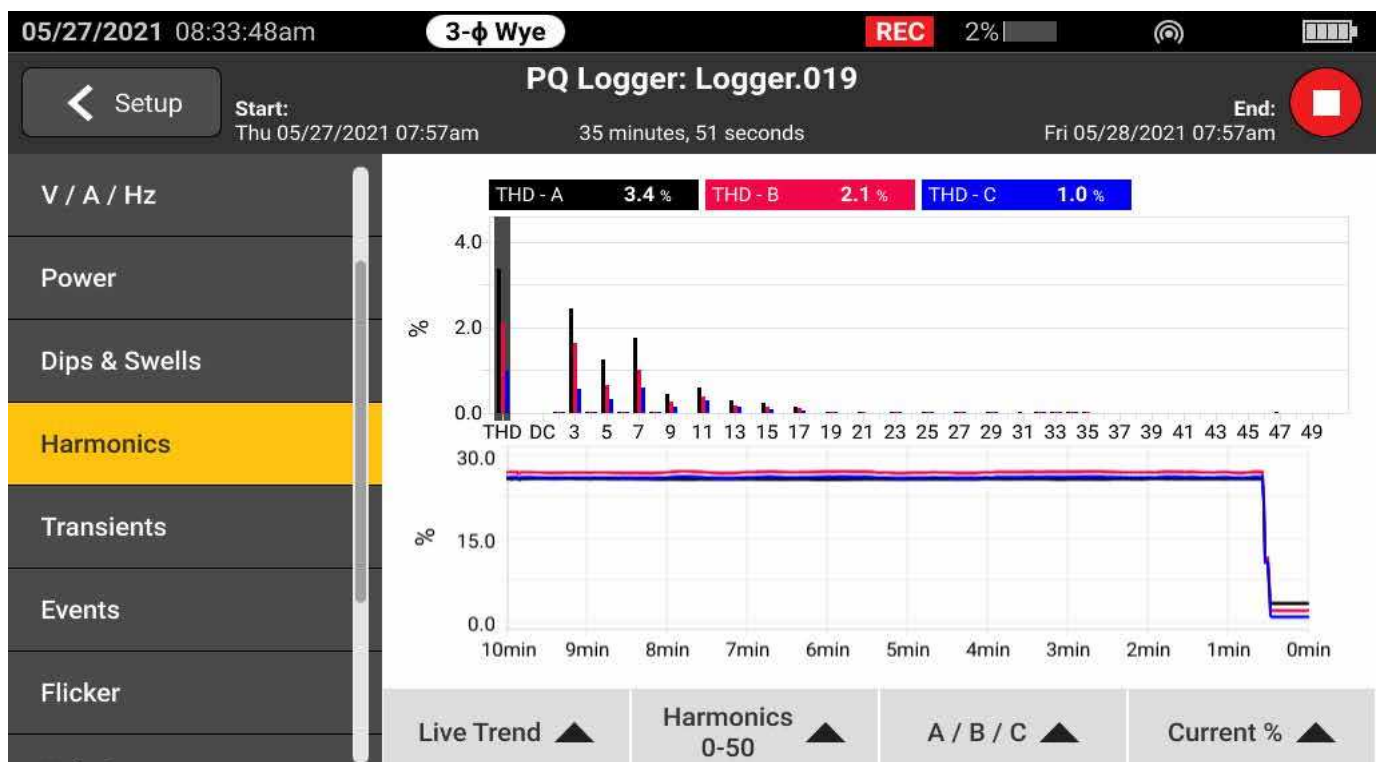 05/27/2021 08:33:48am 3-ϕ Wye REC 2%
PQ Logger: Logger.019
Setup
Start:
Thu 05/27/2021 07:57am
35 minutes, 51 seconds
End:
Fri 05/28/2021 07:57am
V / A / Hz
Power
Dips & Swells
Harmonics
Transients
Events
Flicker
THD - A 3.4 % THD - B 2.1 % THD - C 1.0 %
4.0
2.0
0.0
%
THD DC 3 5 7 9 11 13 15 17 19 21 23 25 27 29 31 33 35 37 39 41 43 45 47 49
30.0
15.0
0.0
%
10min 9min 8min 7min 6min 5min 4min 3min 2min 1min 0min
Live Trend
Harmonics
0-50
A / B / C
Current %